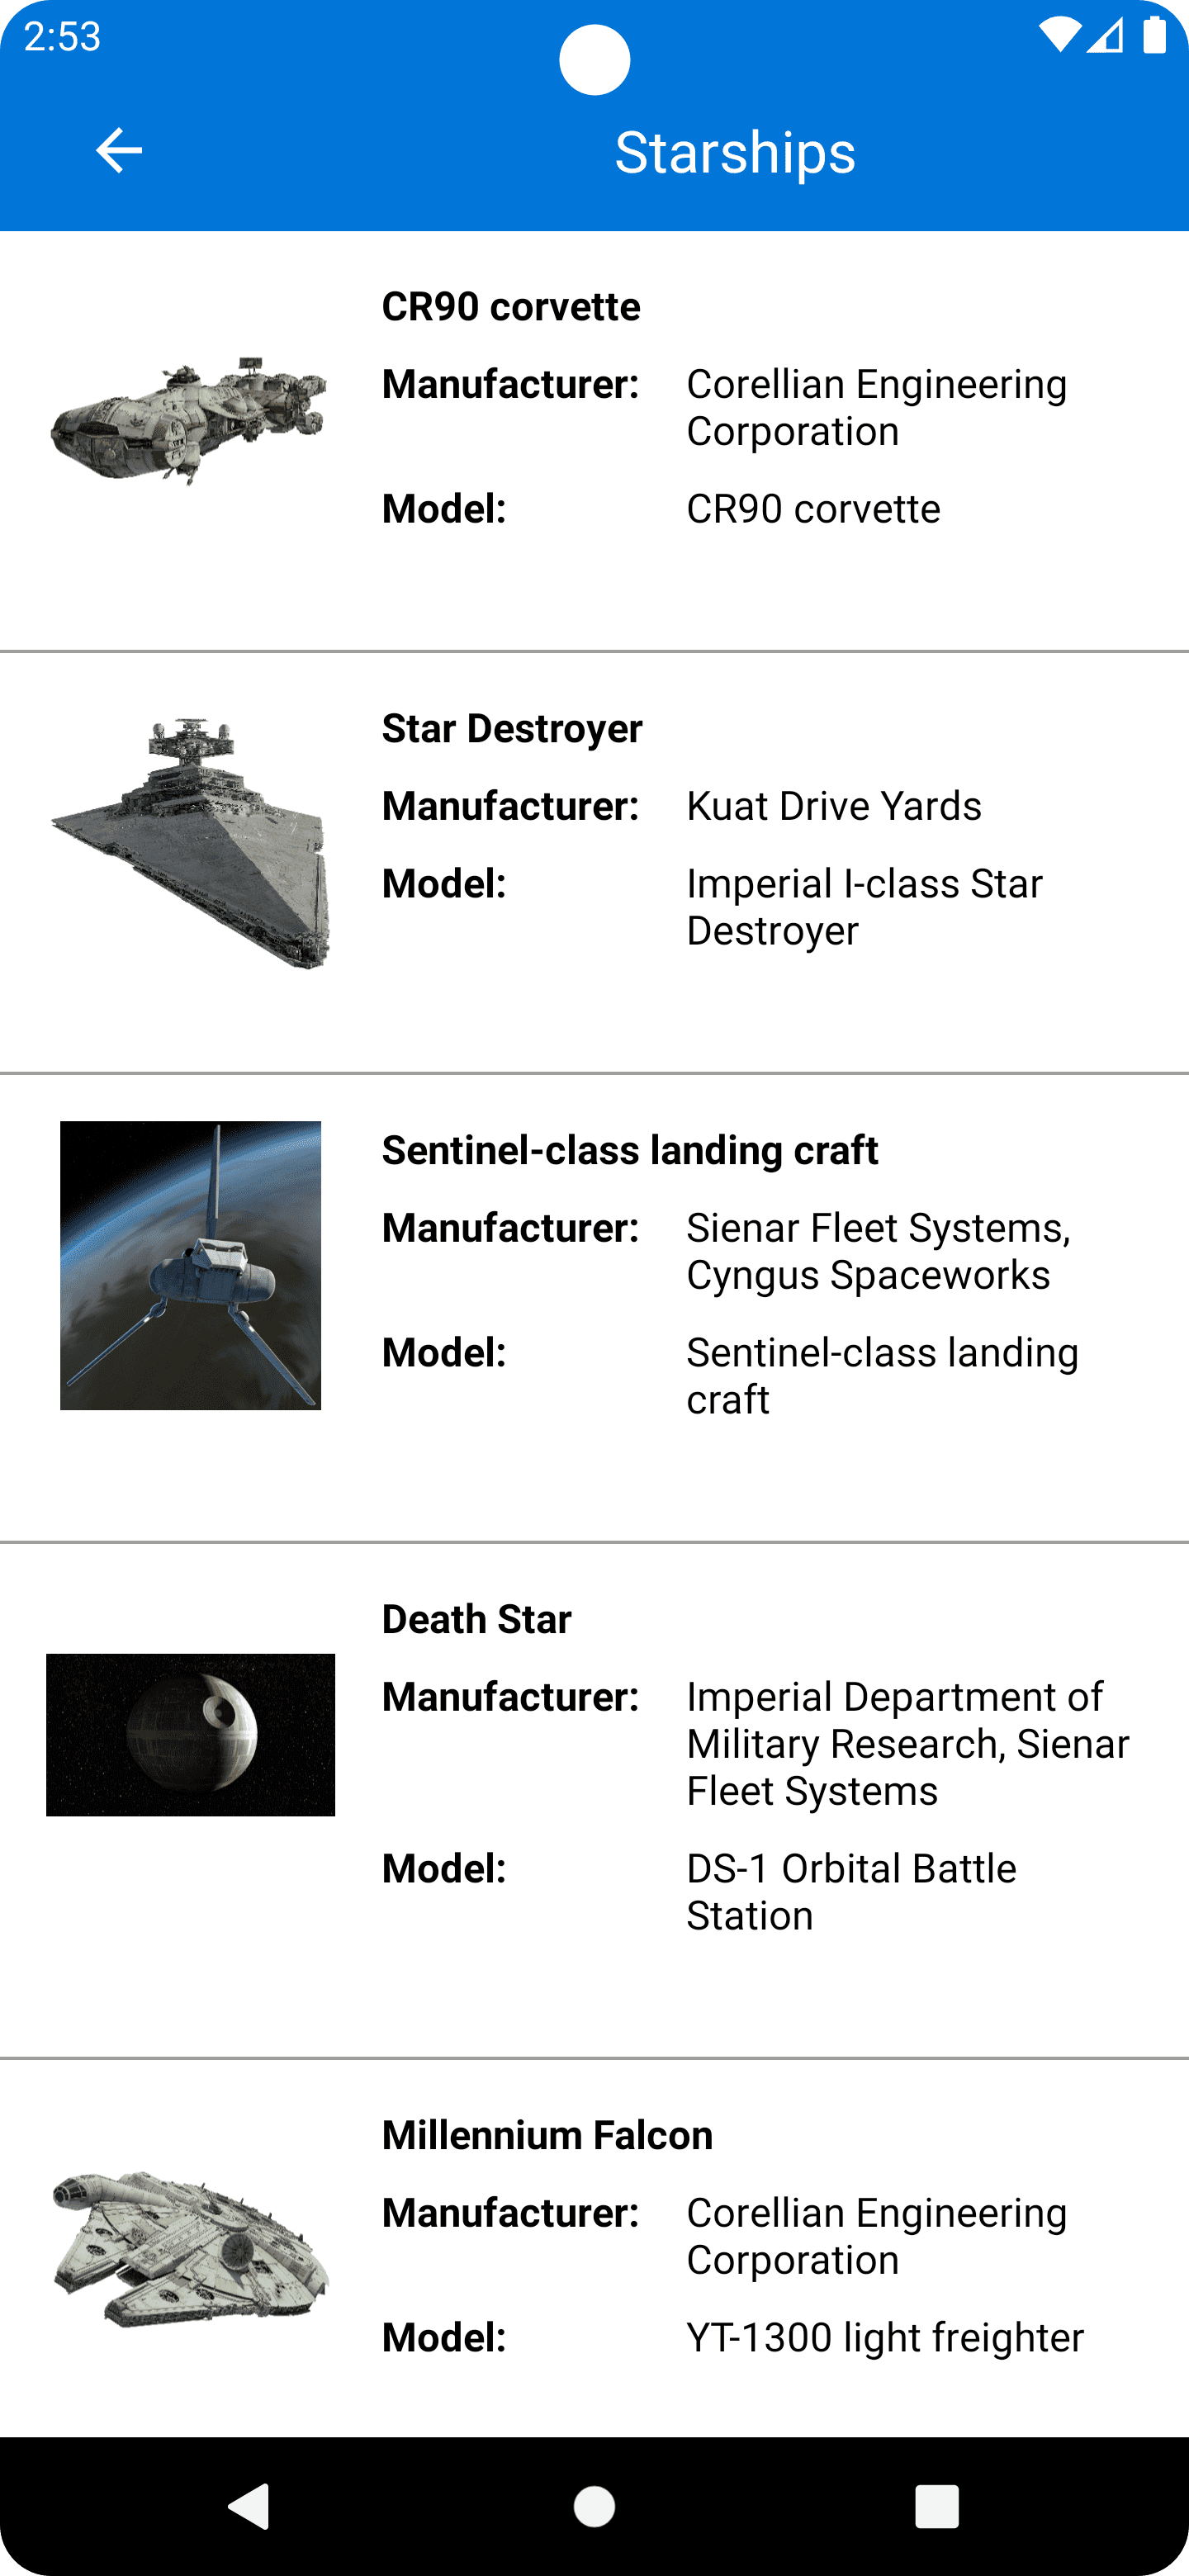 2:53
Starships
CR90 corvette
Manufacturer: Corellian Engineering
Corporation
Model: CR90 corvette
Star Destroyer
Manufacturer: Kuat Drive Yards
Model: Imperial I-class Star
Destroyer
Sentinel-class landing craft
Manufacturer: Sienar Fleet Systems,
Cyngus Spaceworks
Model: Sentinel-class landing
craft
Death Star
Manufacturer: Imperial Department of
Military Research, Sienar
Fleet Systems
Model: DS-1 Orbital Battle
Station
Millennium Falcon
Manufacturer: Corellian Engineering
Corporation
Model: YT-1300 light freighter